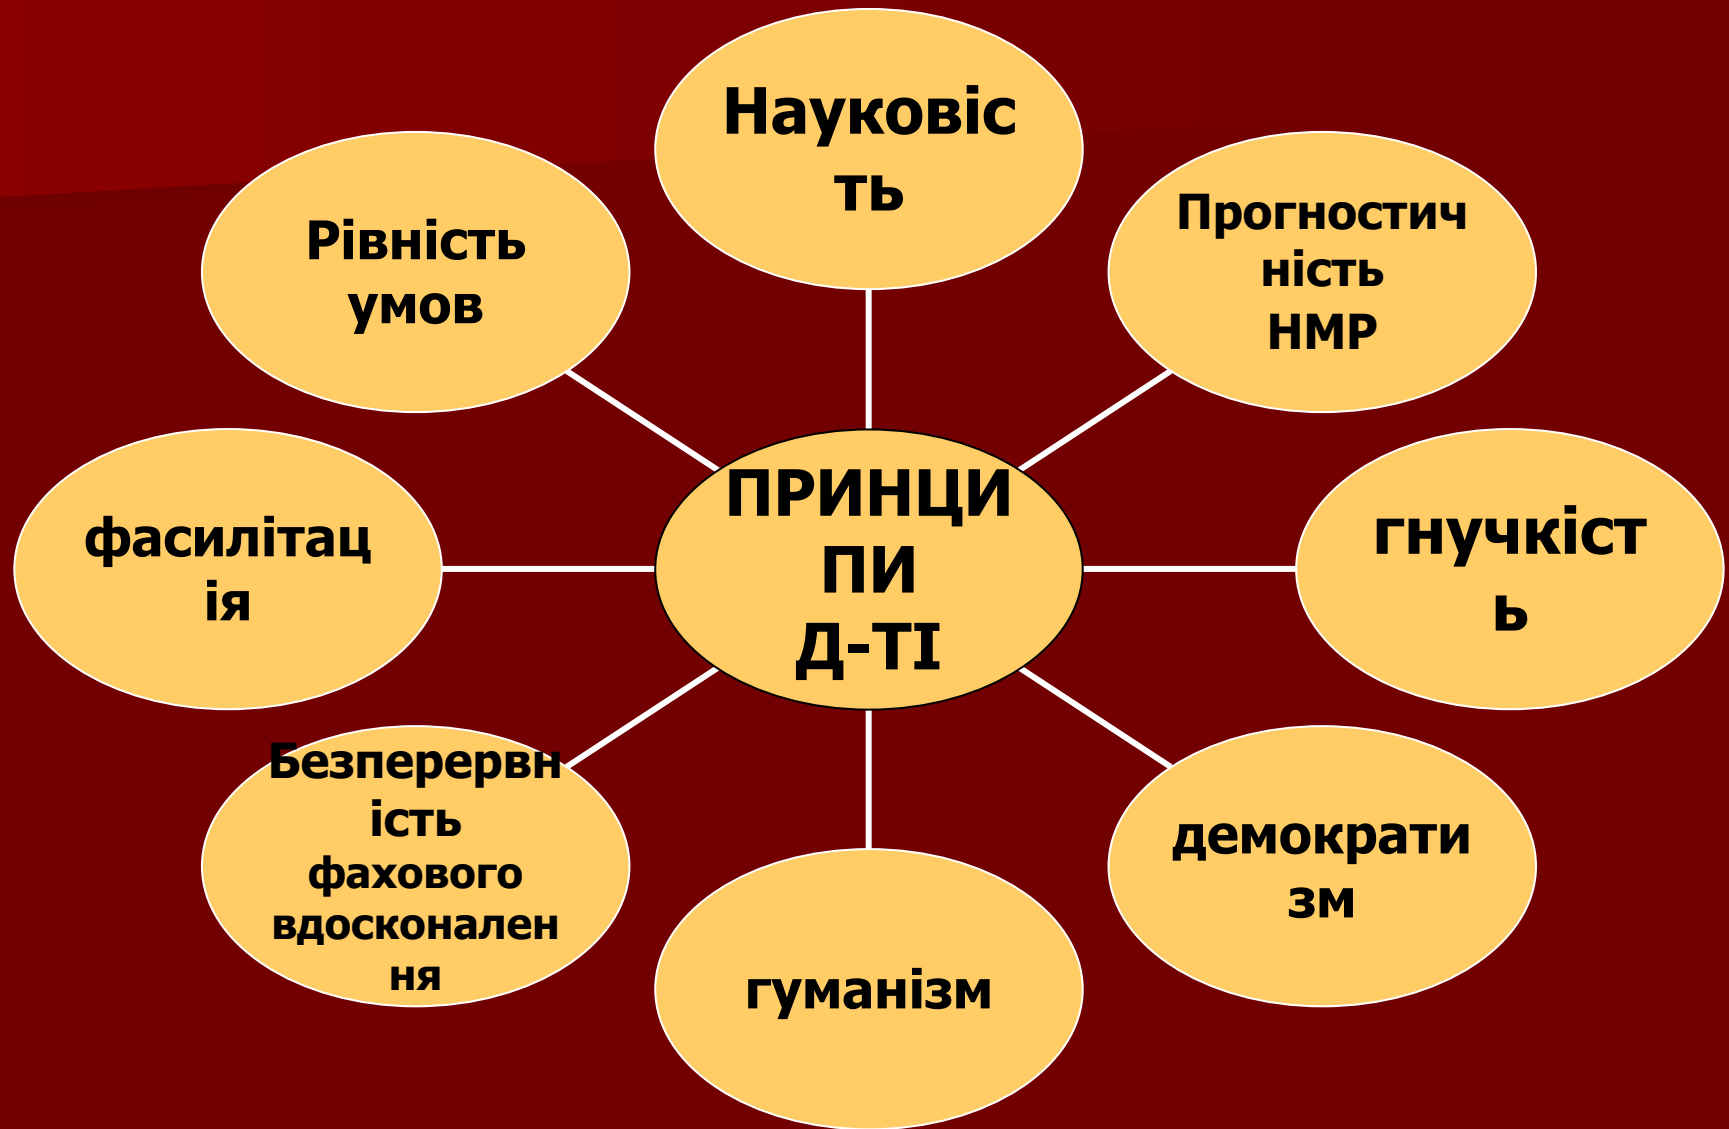 Науковіс
ть
Прогностич
ність
НМР
гнучкіст
ь
демократи
зм
гуманізм
Безперервн
ість
фахового
вдосконален
ня
фасилітац
ія
Рівність
умов
ПРИНЦИ
ПИ
Д-ТІ